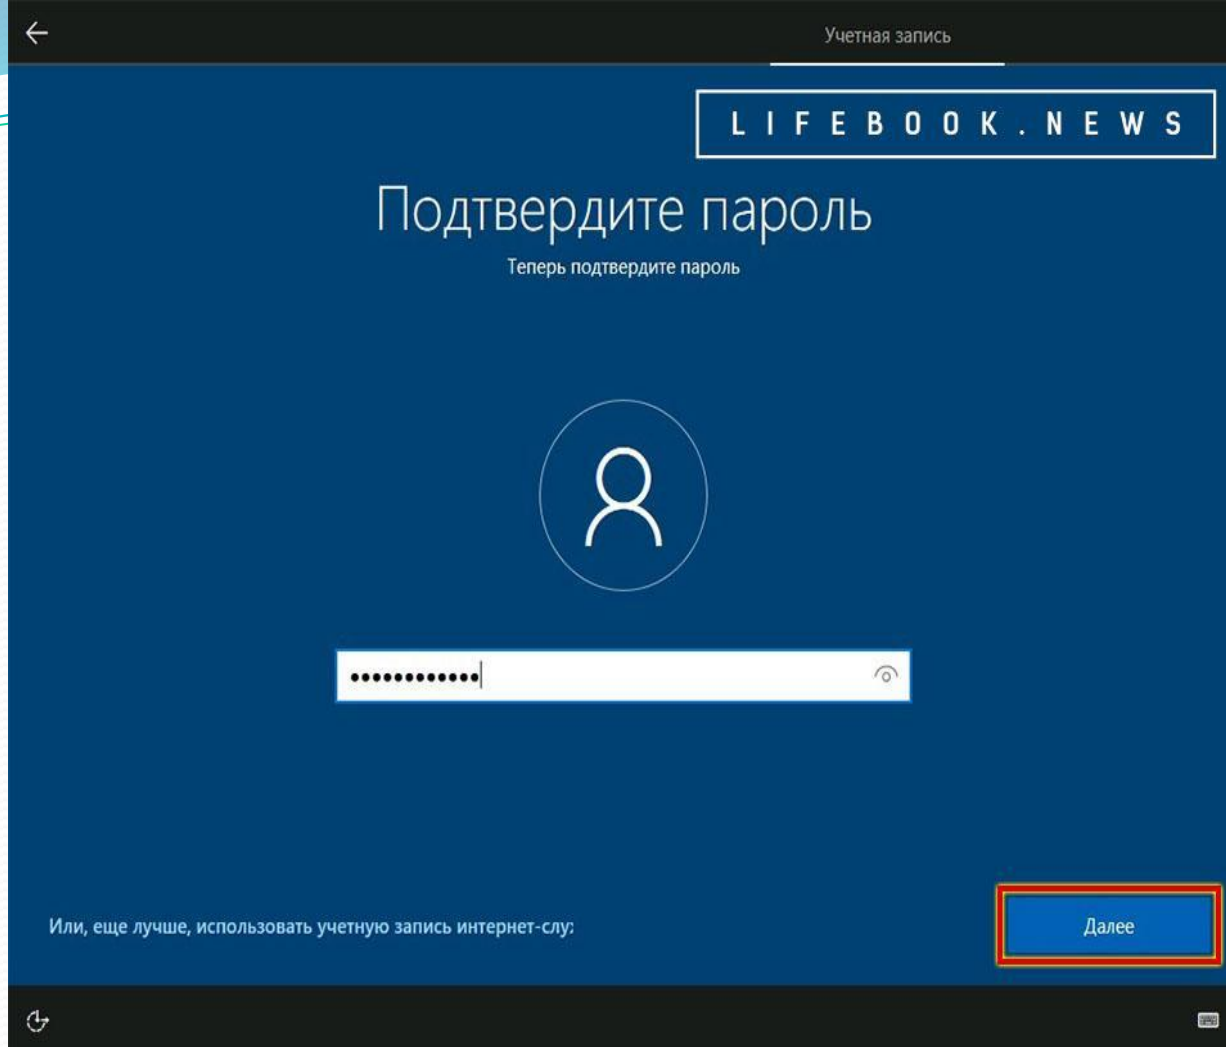 Учетная запись
LIFEBOOK.NEWS
Подтвердите пароль
Теперь подтвердите пароль
Или, еще лучше, использовать учетную запись интернет-слу:
Далее